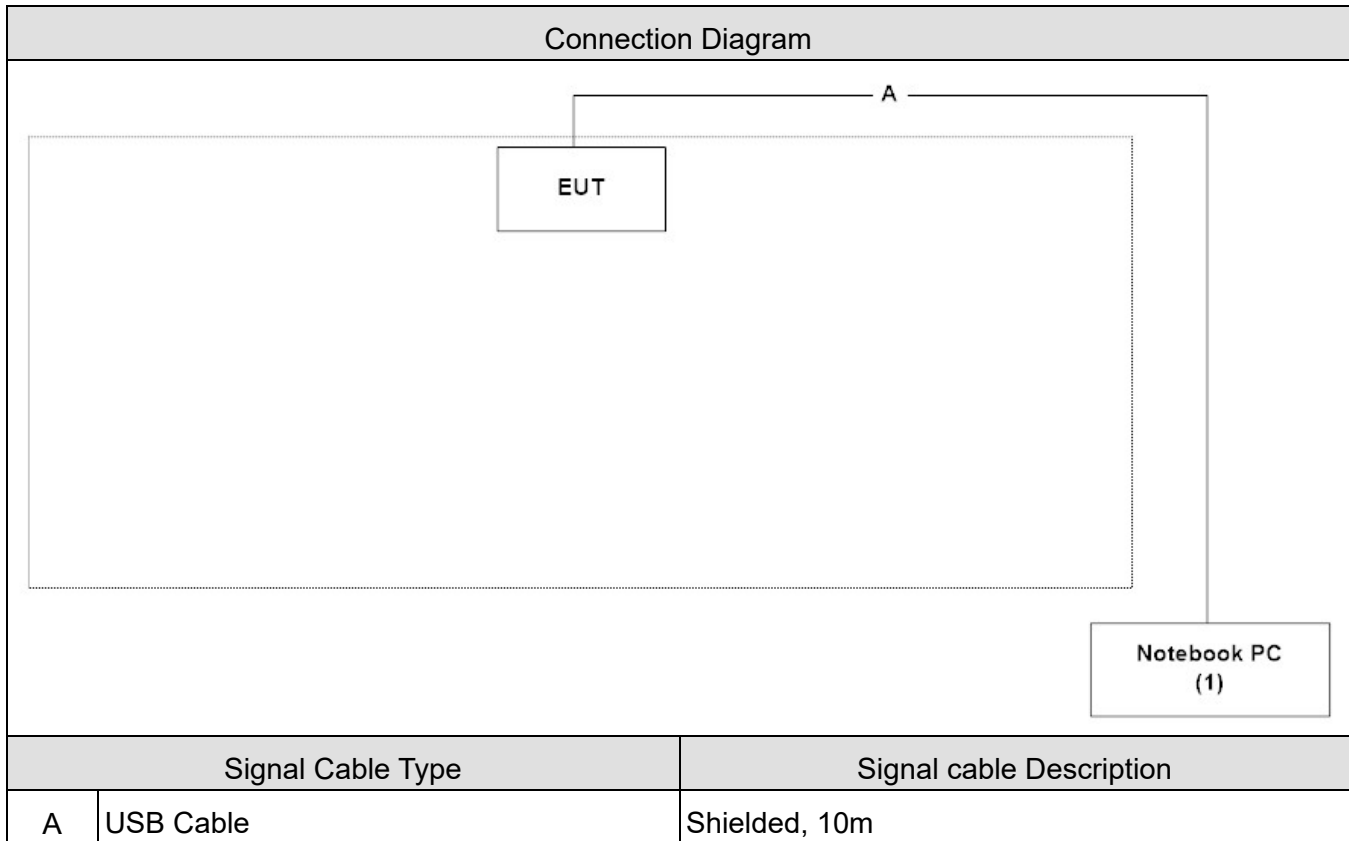 Connection Diagram
A
EUT
Notebook PC
(1)
Signal Cable Type Signal cable Description
A USB Cable Shielded, 10m